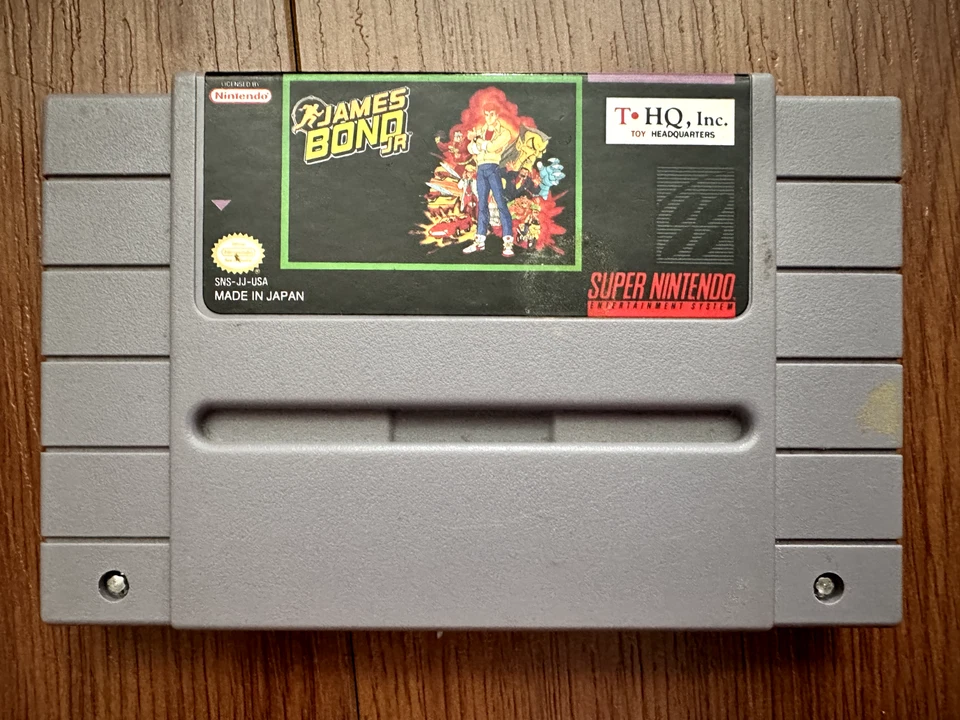 LICENSED BY
Nintendo
JAMES
BOND
JR
T•HQ, Inc.
TOY HEADQUARTERS
SNS-JJ-USA
MADE IN JAPAN
SUPER NINTENDO
ENTERTAINMENT SYSTEM